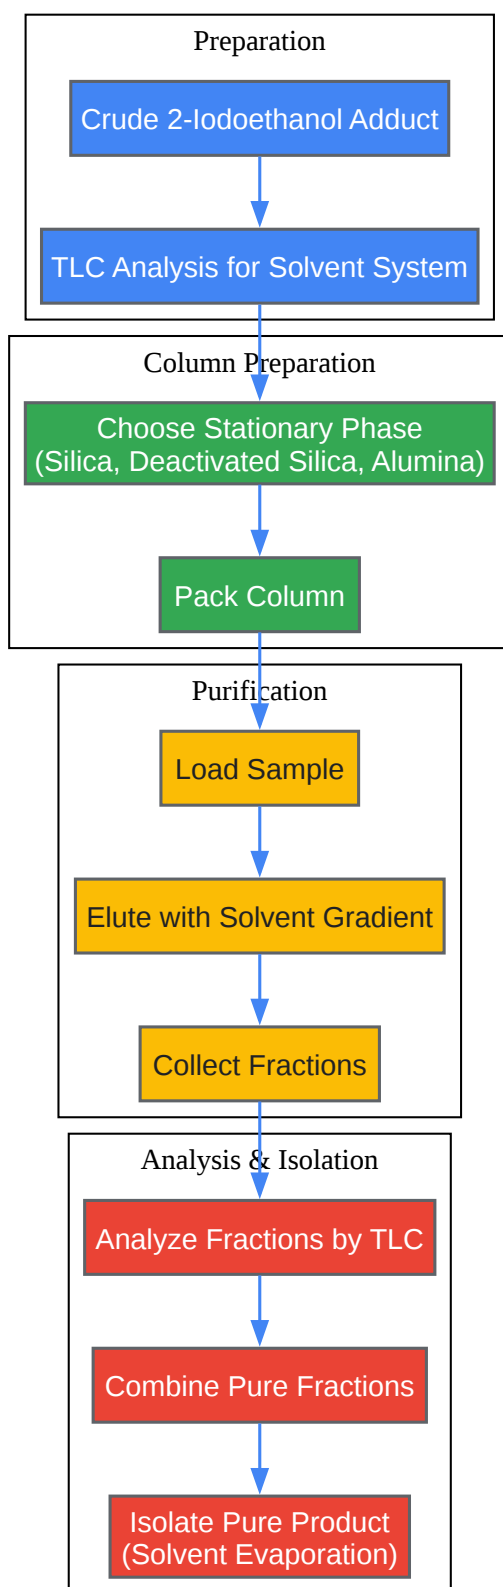 Preparation
Crude 2-Iodoethanol Adduct
TLC Analysis for Solvent System
Column Preparation
Choose Stationary Phase
(Silica, Deactivated Silica, Alumina)
Pack Column
Purification
Load Sample
Elute with Solvent Gradient
Collect Fractions
Analysis & Isolation
Analyze Fractions by TLC
Combine Pure Fractions
Isolate Pure Product
(Solvent Evaporation)